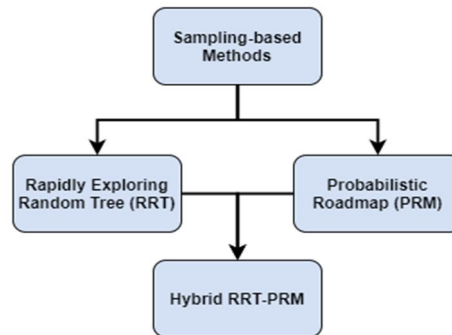 Sampling-based
Methods
Rapidly Exploring
Random Tree (RRT)
Probabilistic
Roadmap (PRM)
Hybrid RRT-PRM